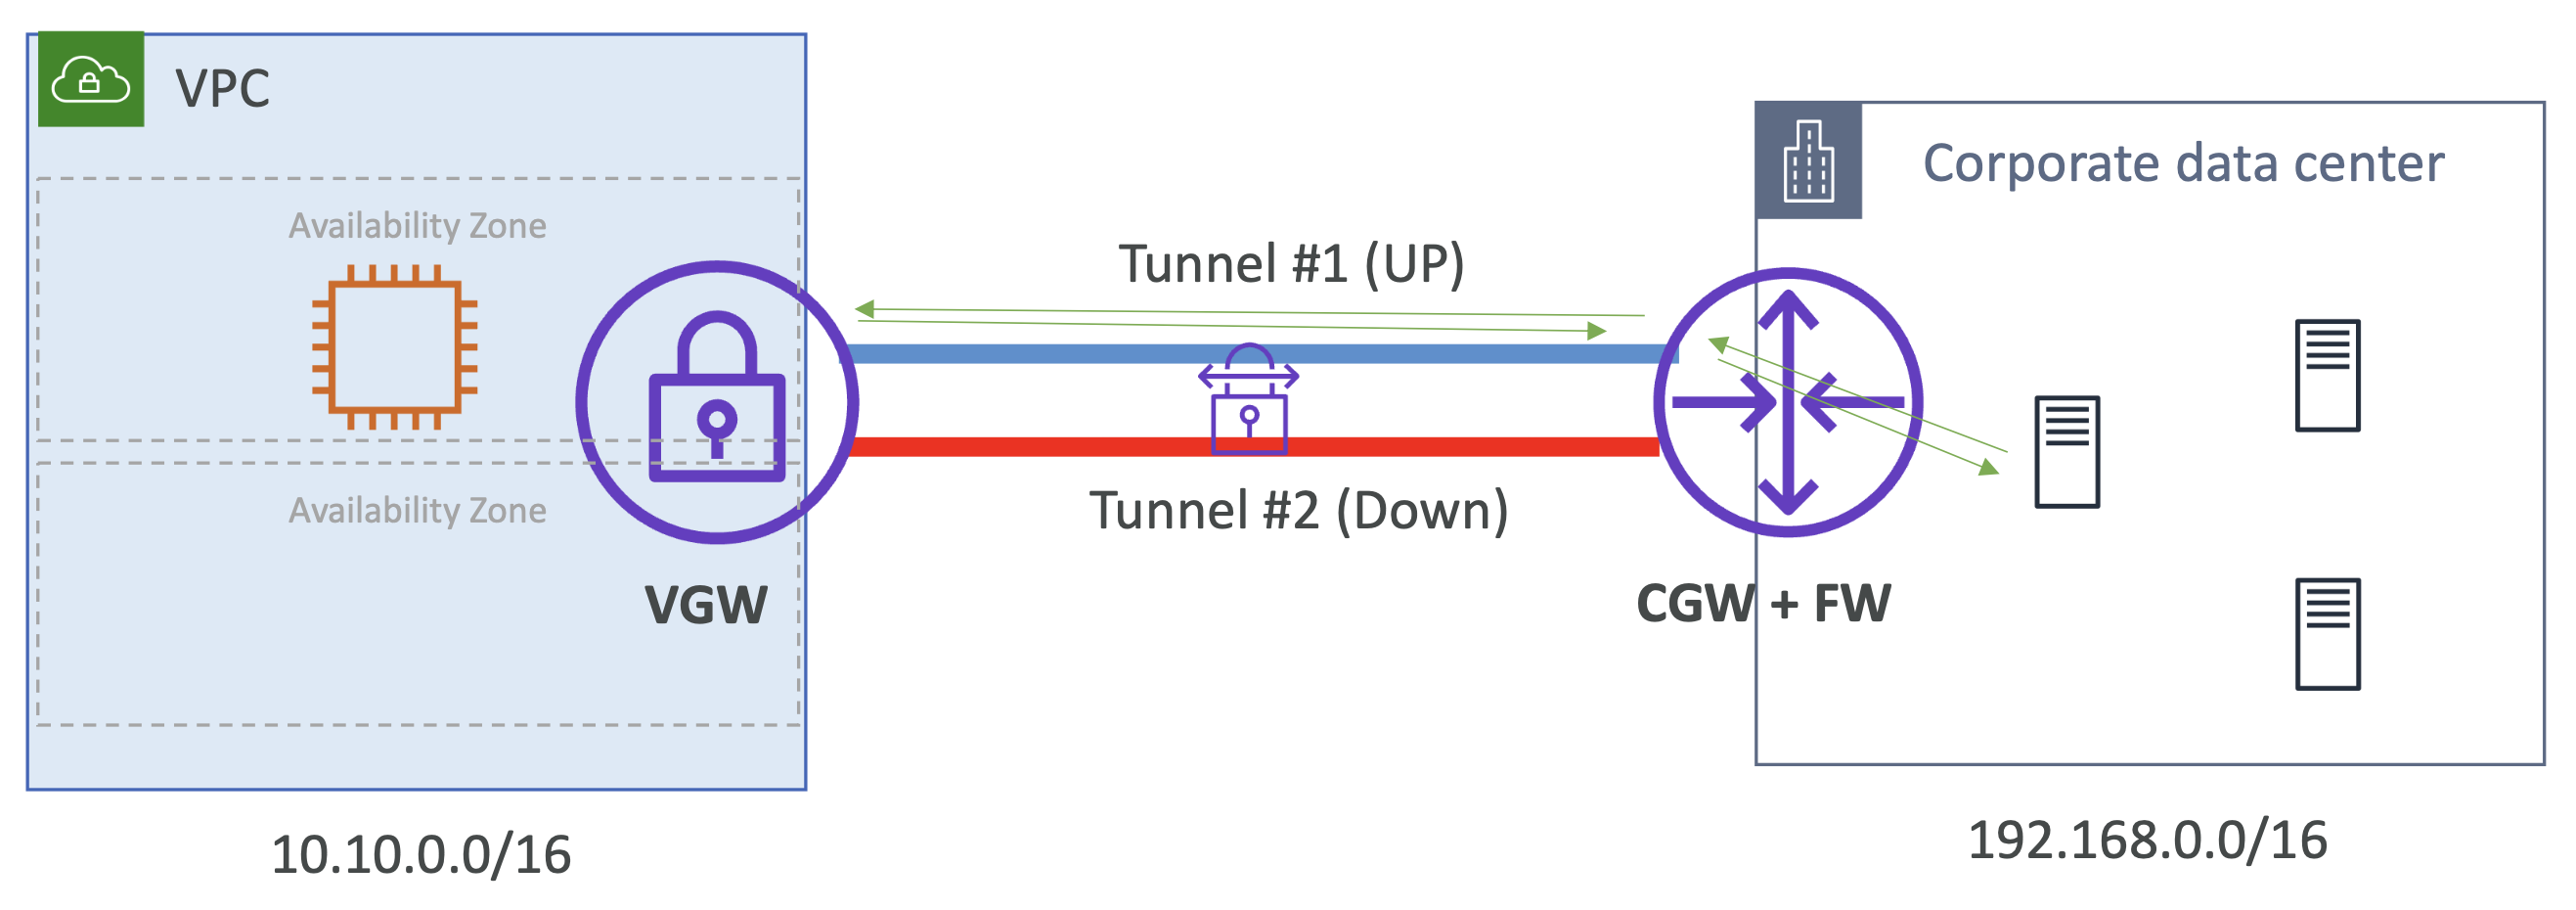 VPC
Corporate data center
Availability Zone
Tunnel #1 (UP)
Availability Zone
Tunnel #2 (Down)
VGW
CGW + FW
10.10.0.0/16
192.168.0.0/16